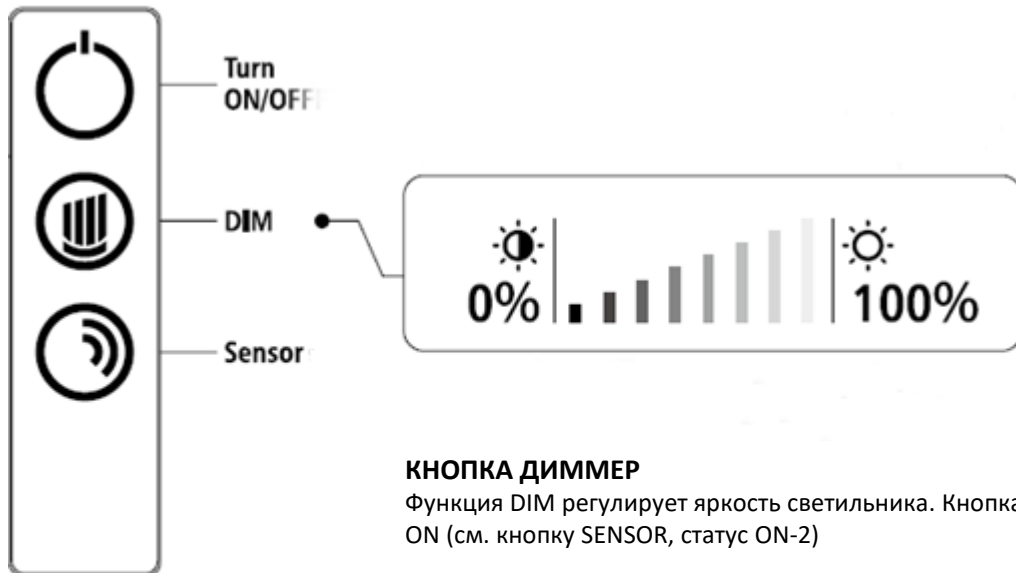 Turn
ON/OFF
DIM
0%
100%
Sensor
КНОПКА ДИММЕР
Функция DIM регулирует яркость светильника. Кнопка
ON (см. кнопку SENSOR, статус ON-2)